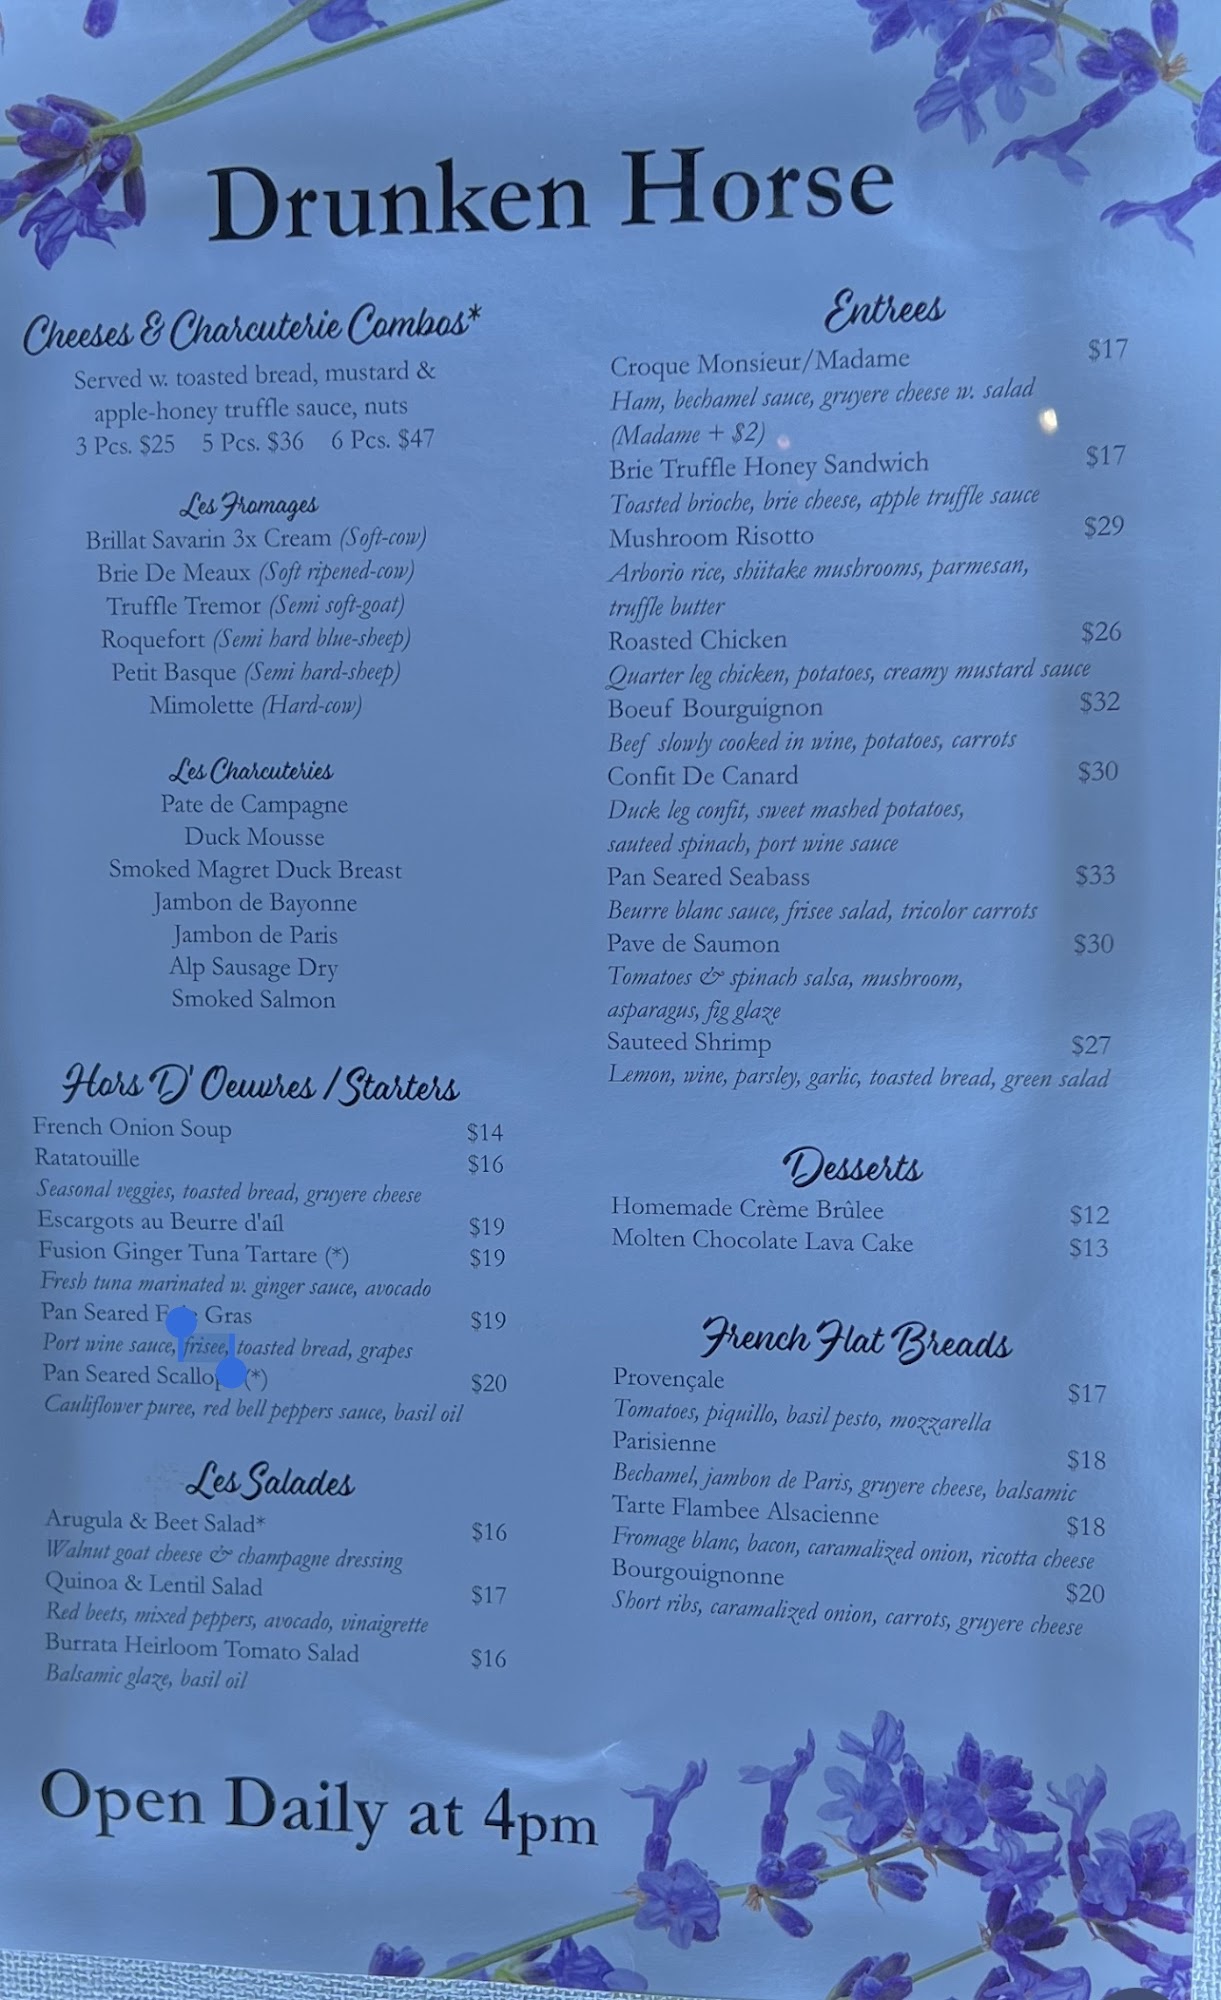 Drunken Horse
Cheeses & Charcuterie Combos*
Served w. toasted bread, mustard &
apple-honey truffle sauce, nuts
3 Pcs. $25 5 Pcs. $36 6 Pcs. $47
Les Fromages
Brillat Savarin 3x Cream (Soft-cow)
Brie De Meaux (Soft ripened-cow)
Truffle Tremor (Semi soft-goat)
Roquefort (Semi hard blue-sheep)
Petit Basque (Semi hard-sheep)
Mimolette (Hard-cow)
Les Charcuteries
Pate de Campagne
Duck Mousse
Smoked Magret Duck Breast
Jambon de Bayonne
Jambon de Paris
Alp Sausage Dry
Smoked Salmon
Hors D' Oeuvres / Starters
French Onion Soup $14
Ratatouille $16
Seasonal veggies, toasted bread, gruyere cheese
Escargots au Beurre d'aíl $19
Fusion Ginger Tuna Tartare (*) $19
Fresh tuna marinated w. ginger sauce, avocado
Pan Seared Gras $19
Port wine sauce, frisee, toasted bread, grapes
Pan Seared (*) $20
Cauliflower puree, red bell peppers sauce, basil oil
Les Salades
Arugula & Beet Salad* $16
Walnut goat cheese & champagne dressing
Quinoa & Lentil Salad $17
Red beets, mixed peppers, avocado, vinaigrette
Burrata Heirloom Tomato Salad $16
Balsamic glaze, basil oil
Entrees
Croque Monsieur/Madame $17
Ham, bechamel sauce, gruyere cheese w. salad
(Madame + $2)
Brie Truffle Honey Sandwich $17
Toasted brioche, brie cheese, apple truffle sauce
Mushroom Risotto $29
Arborio rice, shiitake mushrooms, parmesan,
truffle butter
Roasted Chicken $26
Quarter leg chicken, potatoes, creamy mustard sauce
Boeuf Bourguignon $32
Beef slowly cooked in wine, potatoes, carrots
Confit De Canard $30
Duck leg confit, sweet mashed potatoes,
sauteed spinach, port wine sauce
Pan Seared Seabass $33
Beurre blanc sauce, frisee salad, tricolor carrots
Pave de Saumon $30
Tomatoes & spinach salsa, mushroom,
asparagus, fig glaze
Sauteed Shrimp $27
Lemon, wine, parsley, garlic, toasted bread, green salad
Desserts
Homemade Crème Brûlee $12
Molten Chocolate Lava Cake $13
French Flat Breads
Provençale $17
Tomatoes, piquillo, basil pesto, mozzarella
Parisienne $18
Bechamel, jambon de Paris, gruyere cheese, balsamic
Tarte Flambee Alsacienne $18
Fromage blanc, bacon, caramalized onion, ricotta cheese
Bourgouignonne $20
Short ribs, caramalized onion, carrots, gruyere cheese
Open Daily at 4pm